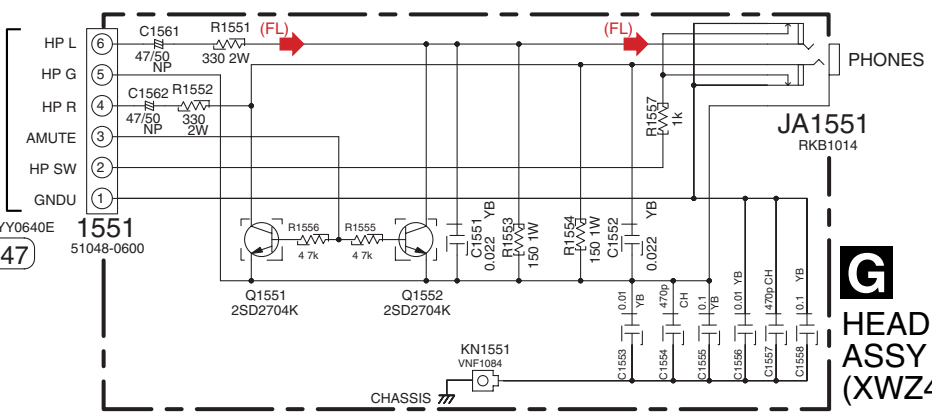 HP L
HP G
HP R
AMUTE
HP SW
GNDU
6
5
4
3
2
1
YY0640E
47
1551
51048-0600
C1561
47/50
NP
R1551
330 2W
(FL)
(FL)
C1562
47/50
NP
R1552
330
2W
R1557
1k
PHONES
JA1551
RKB1014
Q1551
2SD2704K
R1556
4 7k
R1555
4 7k
Q1552
2SD2704K
C1551
0.022
YB
R1553
150 1W
R1554
150 1W
C1552
0.022
YB
C1553
0.01
YB
C1554
470p
CH
C1555
0.1
YB
C1556
0.01 YB
C1557
470p CH
C1558
0.1 YB
KN1551
VNF1084
CHASSIS
G
HEAD
ASSY
(XWZ4